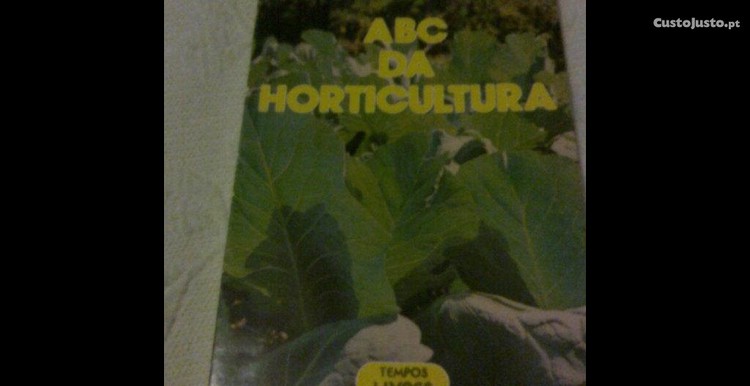 CustoJusto.pt
ABC
DA
HORTICULTURA
TEMPOS